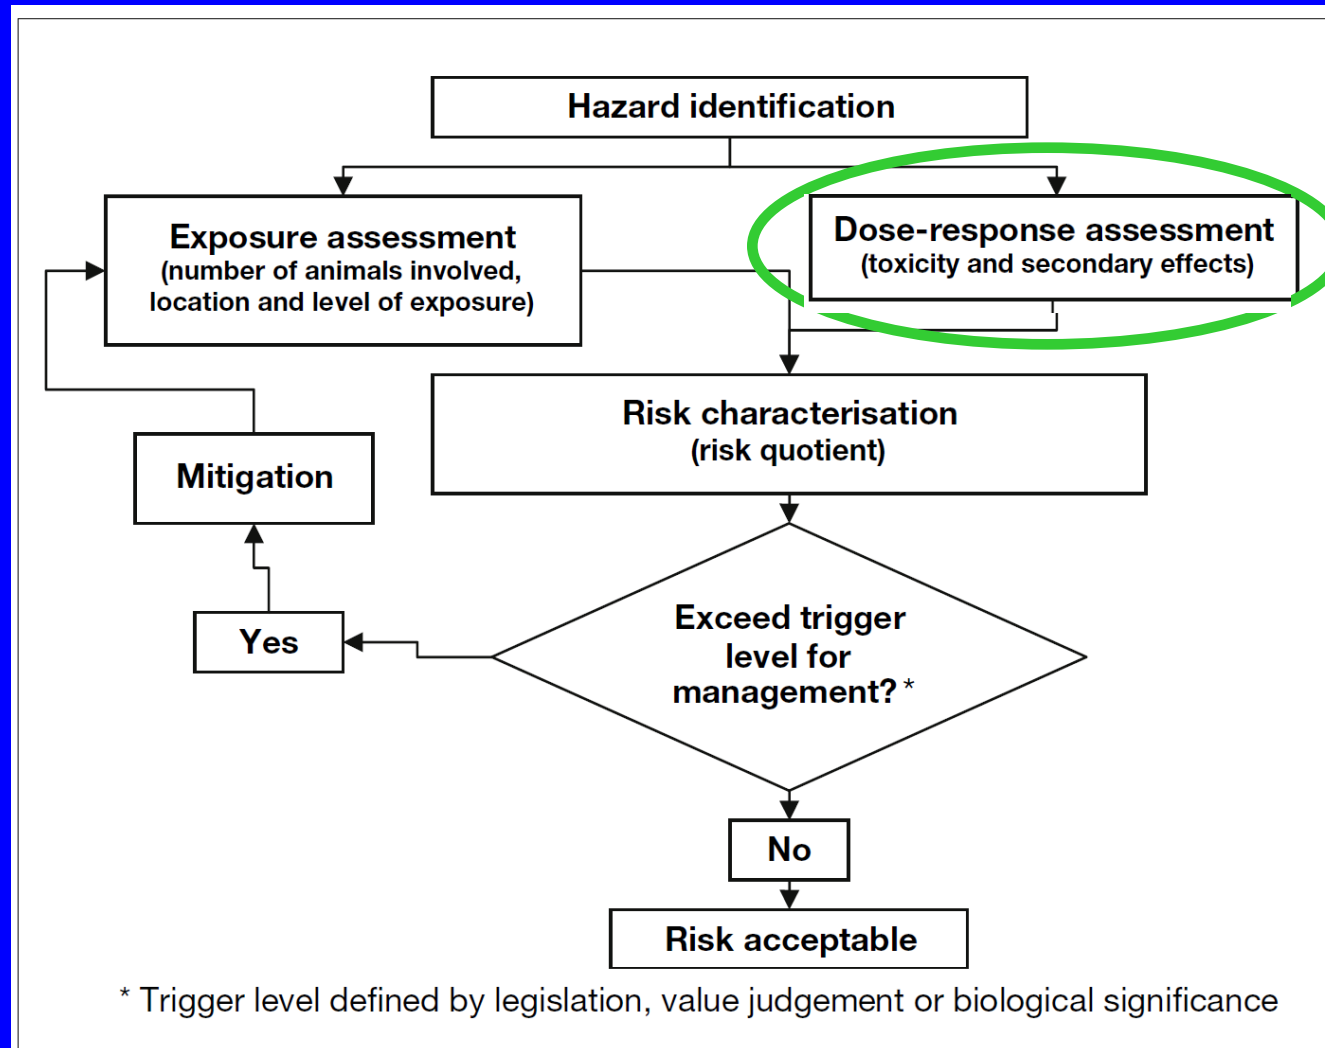 Hazard identification
Exposure assessment
(number of animals involved,
location and level of exposure)
Dose-response assessment
(toxicity and secondary effects)
Risk characterisation
(risk quotient)
Mitigation
Exceed trigger
level for
management? *
Yes
No
Risk acceptable
* Trigger level defined by legislation, value judgement or biological significance